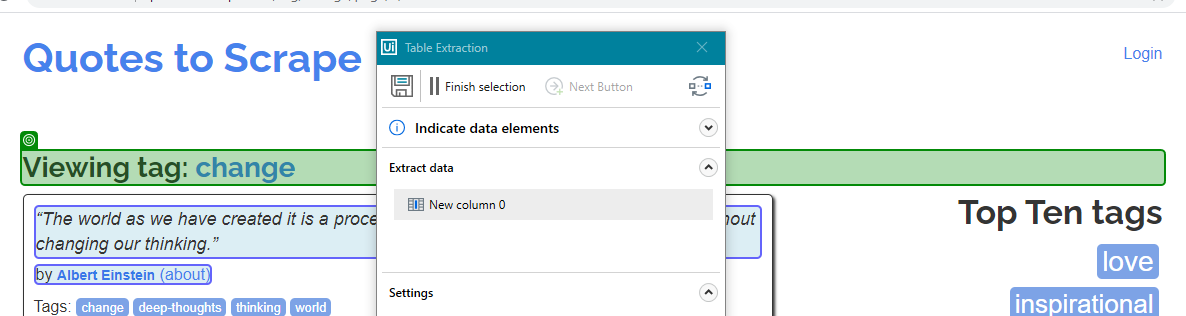 Ui Table Extraction
Quotes to Scrape
Login
Finish selection Next Button
Indicate data elements
Viewing tag: change
Extract data
New column 0
“The world as we have created it is a proce
out
changing our thinking.”
by Albert Einstein (about)
Tags: change deep-thoughts thinking world
Settings
Top Ten tags
love
inspirational